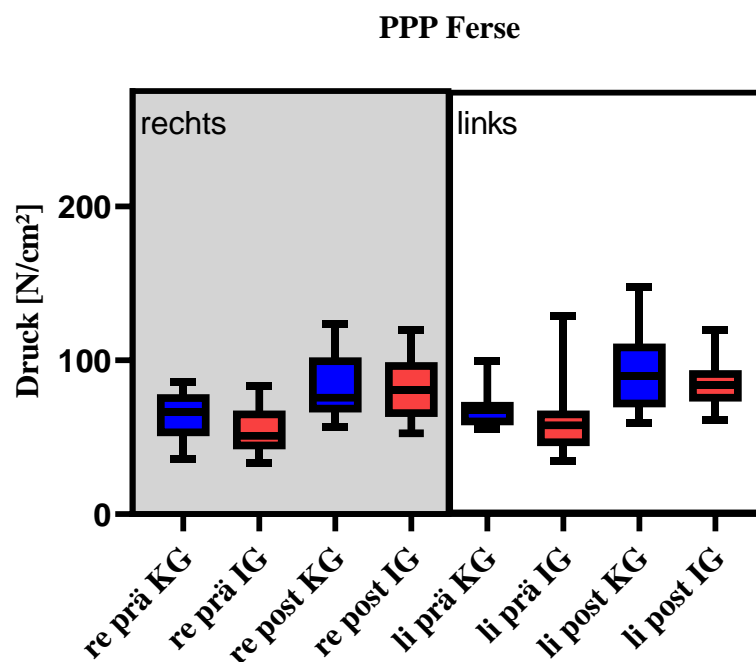 PPP Ferse
rechts
links
Druck [N/cm²]
200
100
0
re prä KG
re prä IG
re post KG
re post IG
li prä KG
li prä IG
li post KG
li post IG